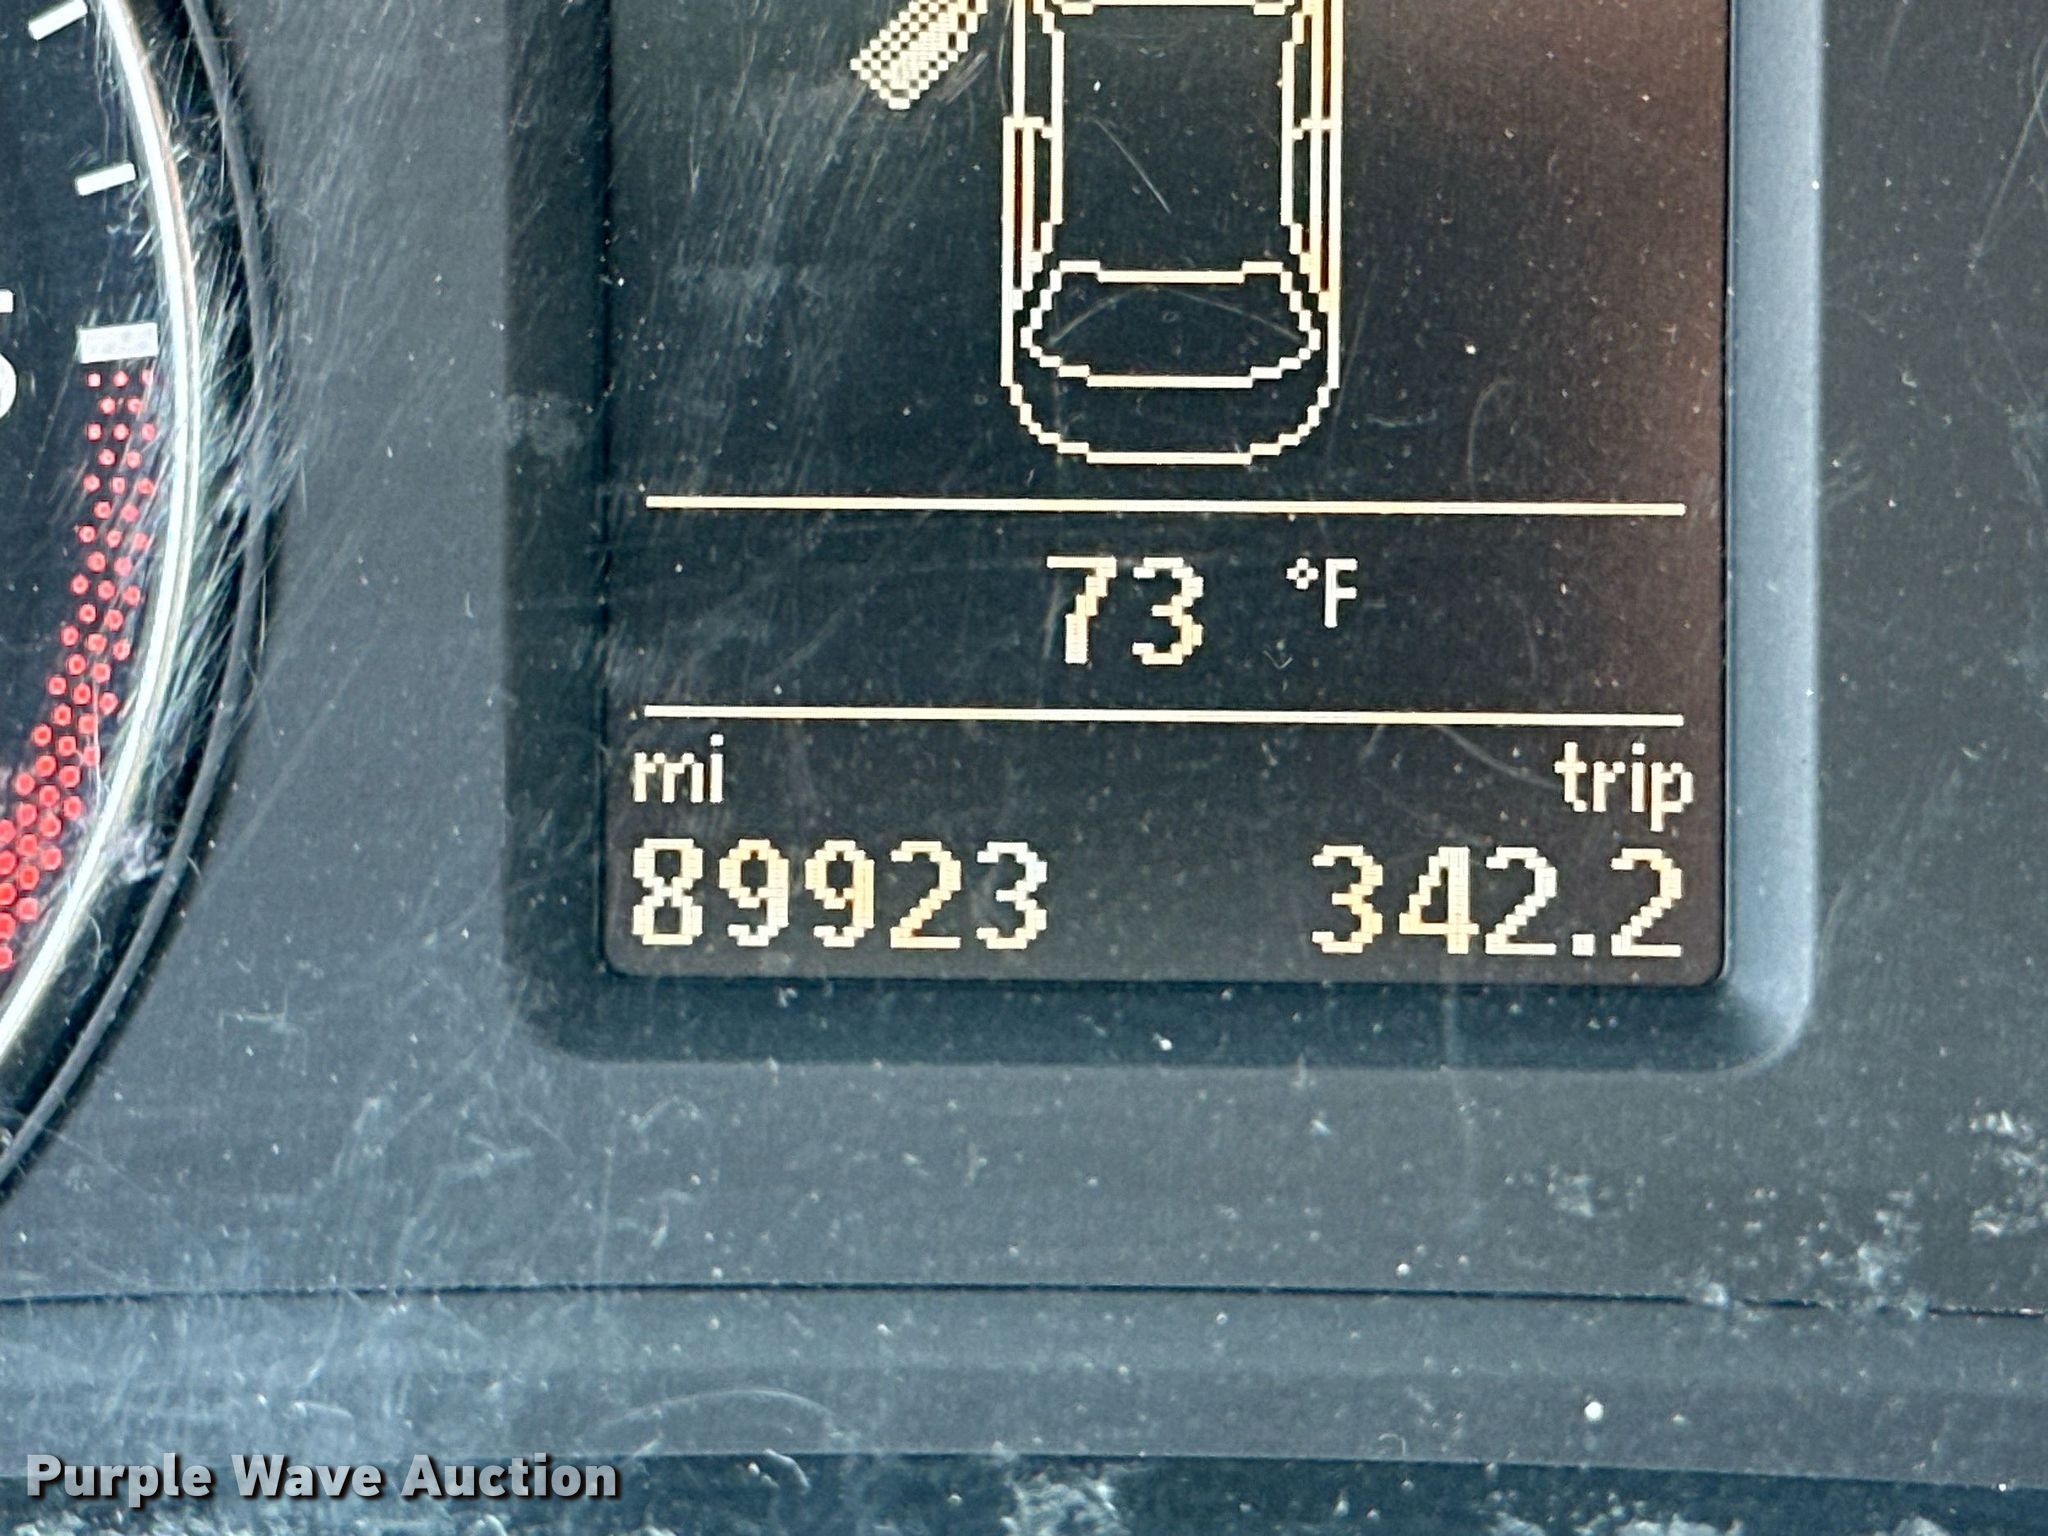 73 °F
mi trip
89923 342.2
Purple Wave Auction